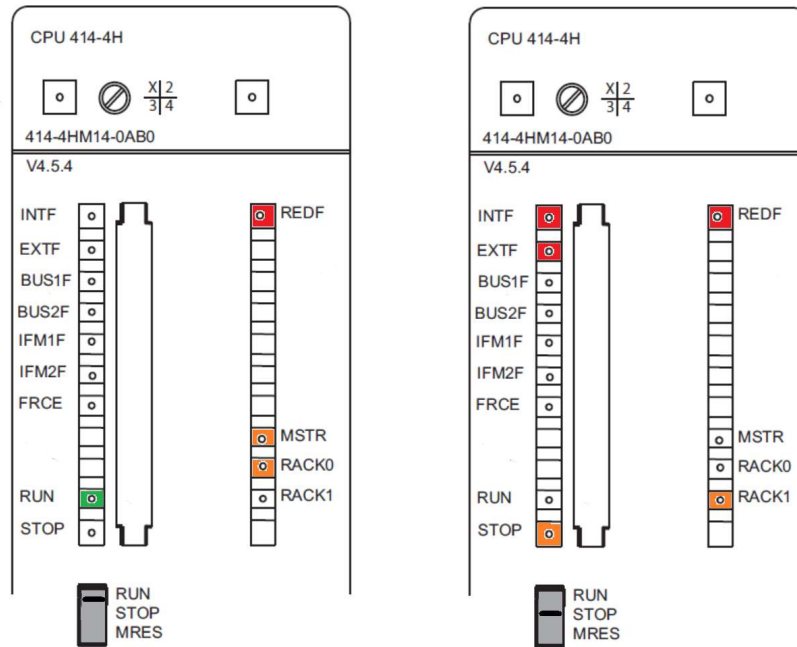 CPU 414-4H
X 2
3 4
414-4HM14-0AB0
V4.5.4
INTF
REDF
EXTF
BUS1F
BUS2F
IFM1F
IFM2F
FRCE
MSTR
RACK0
RUN
RACK1
STOP
RUN
STOP
MRES
CPU 414-4H
X 2
3 4
414-4HM14-0AB0
V4.5.4
INTF
REDF
EXTF
BUS1F
BUS2F
IFM1F
IFM2F
FRCE
MSTR
RACK0
RUN
RACK1
STOP
RUN
STOP
MRES